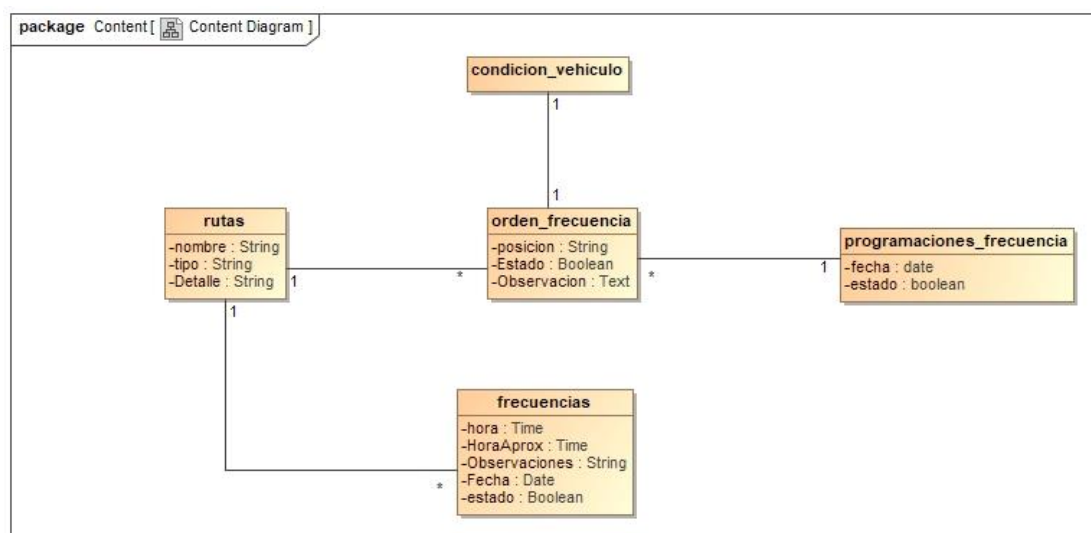 package Content [ Content Diagram ]
condicion_vehiculo
1
1
rutas
-nombre : String
-tipo : String
-Detalle : String
1
*
1
orden_frecuencia
-posicion : String
-Estado : Boolean
-Observacion : Text
*
1
programaciones_frecuencia
-fecha : date
-estado : boolean
frecuencias
-hora : Time
-HoraAprox : Time
-Observaciones : String
-Fecha : Date
-estado : Boolean
*